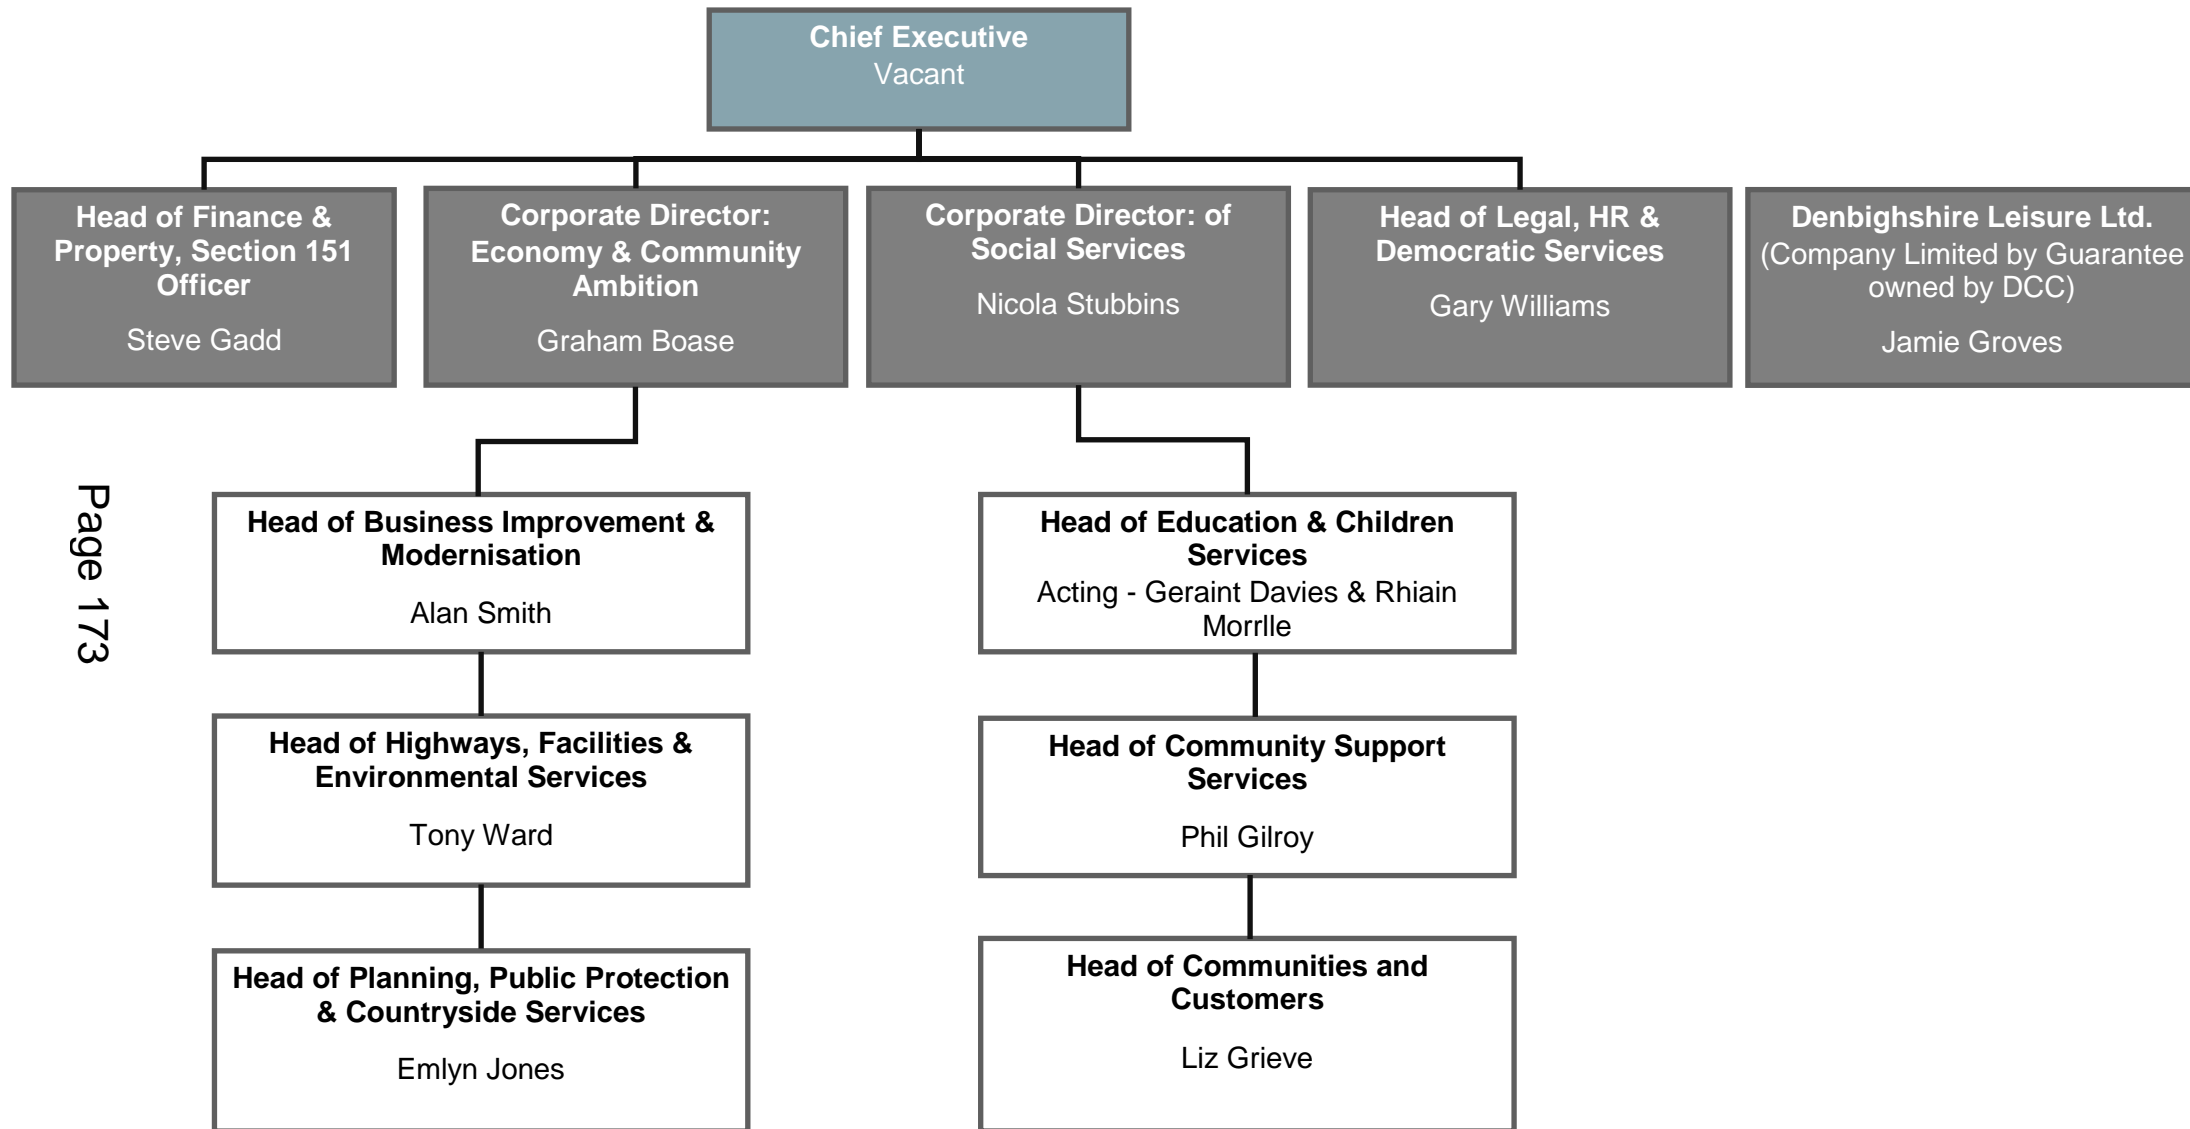 Chief Executive
Vacant
Head of Finance &
Property, Section 151
Officer
Steve Gadd
Corporate Director:
Economy & Community
Ambition
Graham Boase
Corporate Director: of
Social Services
Nicola Stubbins
Head of Legal, HR &
Democratic Services
Gary Williams
Denbighshire Leisure Ltd.
(Company Limited by Guarantee
owned by DCC)
Jamie Groves
Head of Business Improvement &
Modernisation
Alan Smith
Head of Highways, Facilities &
Environmental Services
Tony Ward
Head of Planning, Public Protection
& Countryside Services
Emlyn Jones
Head of Education & Children
Services
Acting - Geraint Davies & Rhiain
Morrlle
Head of Community Support
Services
Phil Gilroy
Head of Communities and
Customers
Liz Grieve
Page 173